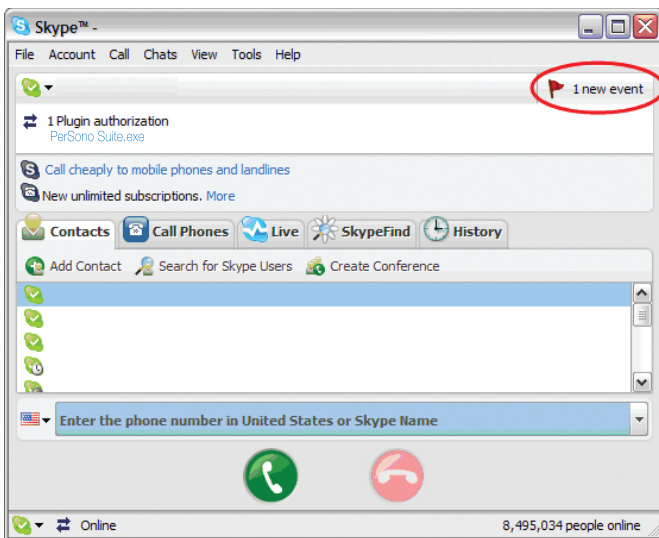 Skype™ -
File Account Call Chats View Tools Help
1 new event
1 Plugin authorization
PerSono Suite.exe
Call cheaply to mobile phones and landlines
New unlimited subscriptions. More
Contacts Call Phones Live SkypeFind History
Add Contact Search for Skype Users Create Conference
Enter the phone number in United States or Skype Name
Online 8,495,034 people online